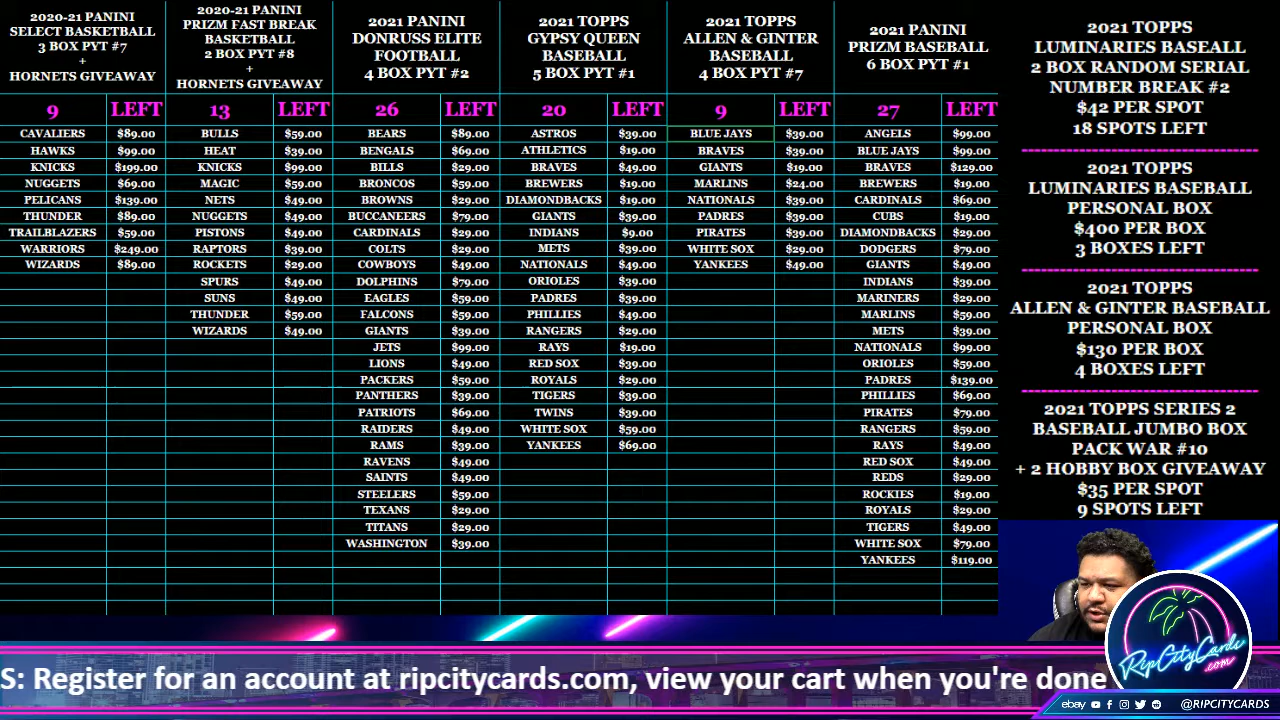 2020-21 PANINI
SELECT BASKETBALL
3 BOX PYT #7
+
HORNETS GIVEAWAY
9 LEFT
CAVALIERS $89.00
HAWKS $99.00
KNICKS $199.00
NUGGETS $69.00
PELICANS $139.00
THUNDER $89.00
TRAILBLAZERS $59.00
WARRIORS $249.00
WIZARDS $89.00
2020-21 PANINI
PRIZM FAST BREAK
BASKETBALL
2 BOX PYT #8
+
HORNETS GIVEAWAY
13 LEFT
BULLS $59.00
HEAT $39.00
KNICKS $99.00
MAGIC $59.00
NETS $49.00
NUGGETS $49.00
PISTONS $49.00
RAPTORS $39.00
ROCKETS $29.00
SPURS $49.00
SUNS $49.00
THUNDER $59.00
WIZARDS $49.00
2021 PANINI
DONRUSS ELITE
FOOTBALL
4 BOX PYT #2
26 LEFT
BEARS $89.00
BENGALS $69.00
BILLS $59.00
BRONCOS $59.00
BROWNS $29.00
BUCCANEERS $79.00
CARDINALS $29.00
COLTS $29.00
COWBOYS $49.00
DOLPHINS $79.00
EAGLES $59.00
FALCONS $59.00
GIANTS $39.00
JETS $99.00
LIONS $49.00
PACKERS $59.00
PANTHERS $39.00
PATRIOTS $69.00
RAIDERS $49.00
RAMS $39.00
RAVENS $49.00
SAINTS $49.00
STEELERS $59.00
TEXANS $29.00
TITANS $29.00
WASHINGTON $39.00
2021 TOPPS
GYPSY QUEEN
BASEBALL
5 BOX PYT #1
20 LEFT
ASTROS $39.00
ATHLETICS $19.00
BRAVES $49.00
BREWERS $19.00
DIAMONDBACKS $19.00
GIANTS $39.00
INDIANS $9.00
METS $39.00
NATIONALS $49.00
ORIOLES $39.00
PADRES $39.00
PHILLIES $49.00
RANGERS $29.00
RAYS $19.00
RED SOX $39.00
ROYALS $29.00
TIGERS $39.00
TWINS $39.00
WHITE SOX $59.00
YANKEES $69.00
2021 TOPPS
ALLEN & GINTER
BASEBALL
4 BOX PYT #7
9 LEFT
BLUE JAYS $39.00
BRAVES $39.00
GIANTS $19.00
MARLINS $24.00
NATIONALS $39.00
PADRES $39.00
PIRATES $39.00
WHITE SOX $29.00
YANKEES $49.00
2021 PANINI
PRIZM BASEBALL
6 BOX PYT #1
27 LEFT
ANGELS $99.00
BLUE JAYS $99.00
BRAVES $129.00
BREWERS $19.00
CARDINALS $69.00
CUBS $19.00
DIAMONDBACKS $29.00
DODGERS $79.00
GIANTS $49.00
INDIANS $39.00
MARINERS $29.00
MARLINS $59.00
METS $39.00
NATIONALS $99.00
ORIOLES $59.00
PADRES $139.00
PHILLIES $69.00
PIRATES $79.00
RANGERS $59.00
RAYS $49.00
RED SOX $49.00
REDS $29.00
ROCKIES $19.00
ROYALS $29.00
TIGERS $49.00
WHITE SOX $79.00
YANKEES $119.00
2021 TOPPS
LUMINARIES BASEALL
2 BOX RANDOM SERIAL
NUMBER BREAK #2
$42 PER SPOT
18 SPOTS LEFT
2021 TOPPS
LUMINARIES BASEBALL
PERSONAL BOX
$400 PER BOX
3 BOXES LEFT
2021 TOPPS
ALLEN & GINTER BASEBALL
PERSONAL BOX
$130 PER BOX
4 BOXES LEFT
2021 TOPPS SERIES 2
BASEBALL JUMBO BOX
PACK WAR #10
+ 2 HOBBY BOX GIVEAWAY
$35 PER SPOT
9 SPOTS LEFT
S: Register for an account at ripcitycards.com, view your cart when you're done
RipCityCards
.com
ebay @RIPCITYCARDS